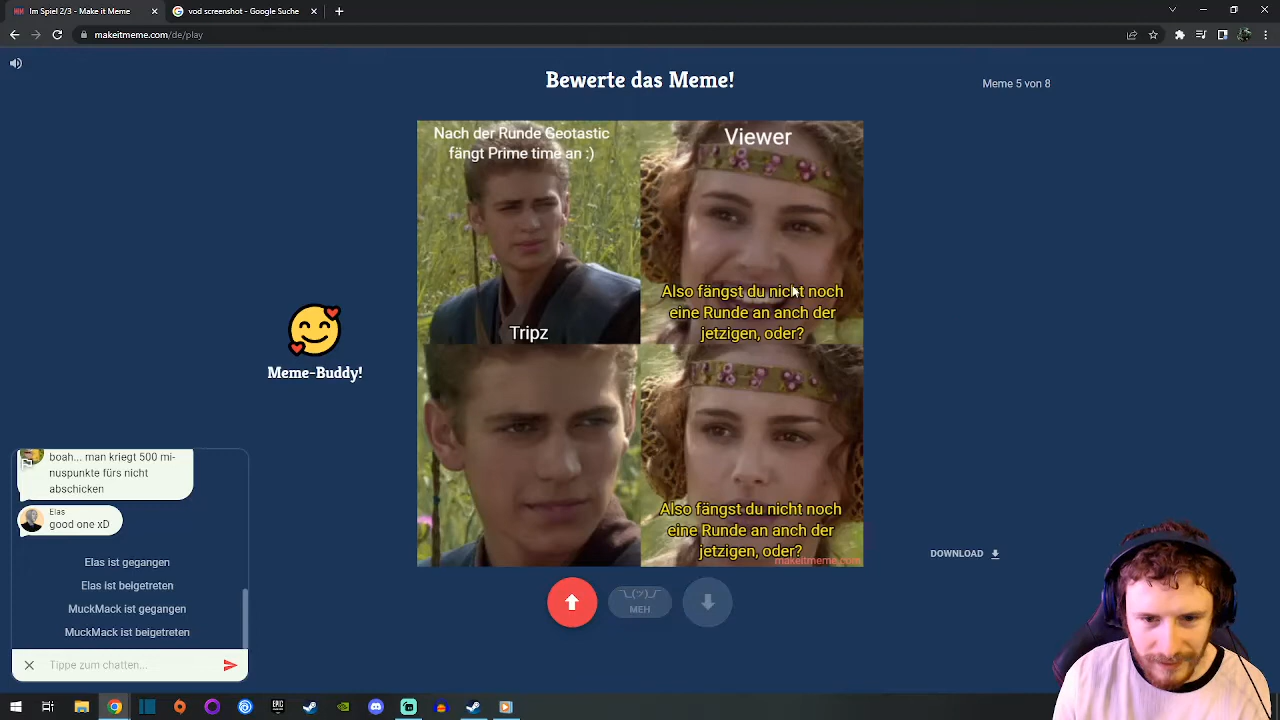 Im Spiel 2/3 - Make it Meme
vod screenshot - Google Suche
makeitmeme.com/de/play
Bewerte das Meme!
Meme 5 von 8
Nach der Runde Geotastic
fängt Prime time an :)
Viewer
Also fängst du nicht noch
eine Runde an anch der
jetzigen, oder?
Tripz
Meme-Buddy!
Also fängst du nicht noch
eine Runde an anch der
jetzigen, oder?
makeitmeme.com
boah... man kriegt 500 mi-
nuspunkte fürs nicht
abschicken
Elas
good one xD
Elas ist gegangen
Elas ist beigetreten
MuckMack ist gegangen
MuckMack ist beigetreten
Tippe zum chatten...
DOWNLOAD
¯\_(ツ)_/¯
MEH
EPIC